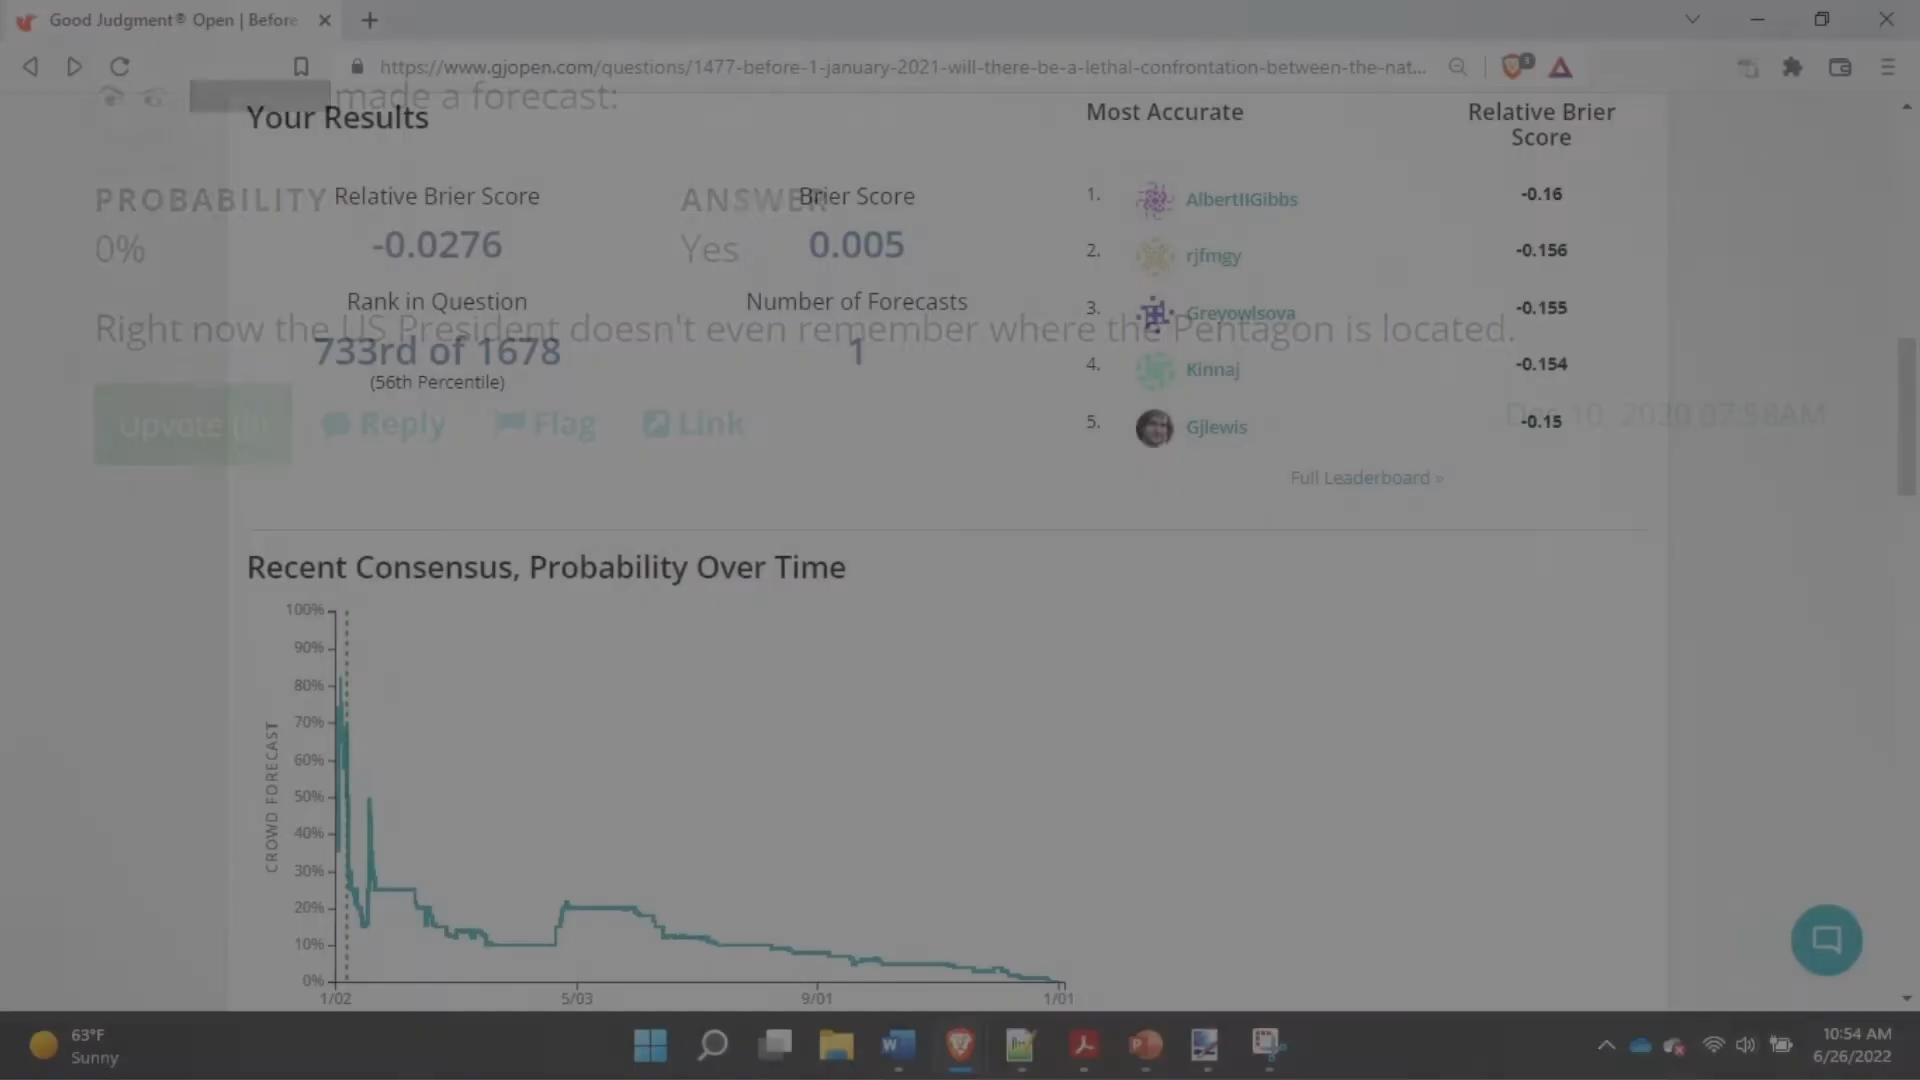 Good Judgment® Open | Before
https://www.gjopen.com/questions/1477-before-1-january-2021-will-there-be-a-lethal-confrontation-between-the-nat...
3
made a forecast:
PROBABILITY
ANSWER
0%
Yes
Right now the US President doesn't even remember where the Pentagon is located.
Upvote
Reply
Flag
Link
Dec 10, 2020 07:58AM
Your Results
Relative Brier Score
Brier Score
-0.0276
0.005
Rank in Question
Number of Forecasts
733rd of 1678
1
(56th Percentile)
Most Accurate
Relative Brier
Score
1. AlbertIIGibbs -0.16
2. rjfmgy -0.156
3. Greyowlsova -0.155
4. Kinnaj -0.154
5. Gjlewis -0.15
Full Leaderboard »
Recent Consensus, Probability Over Time
CROWD FORECAST
100%
90%
80%
70%
60%
50%
40%
30%
20%
10%
0%
1/02
5/03
9/01
1/01
63°F
Sunny
10:54 AM
6/26/2022